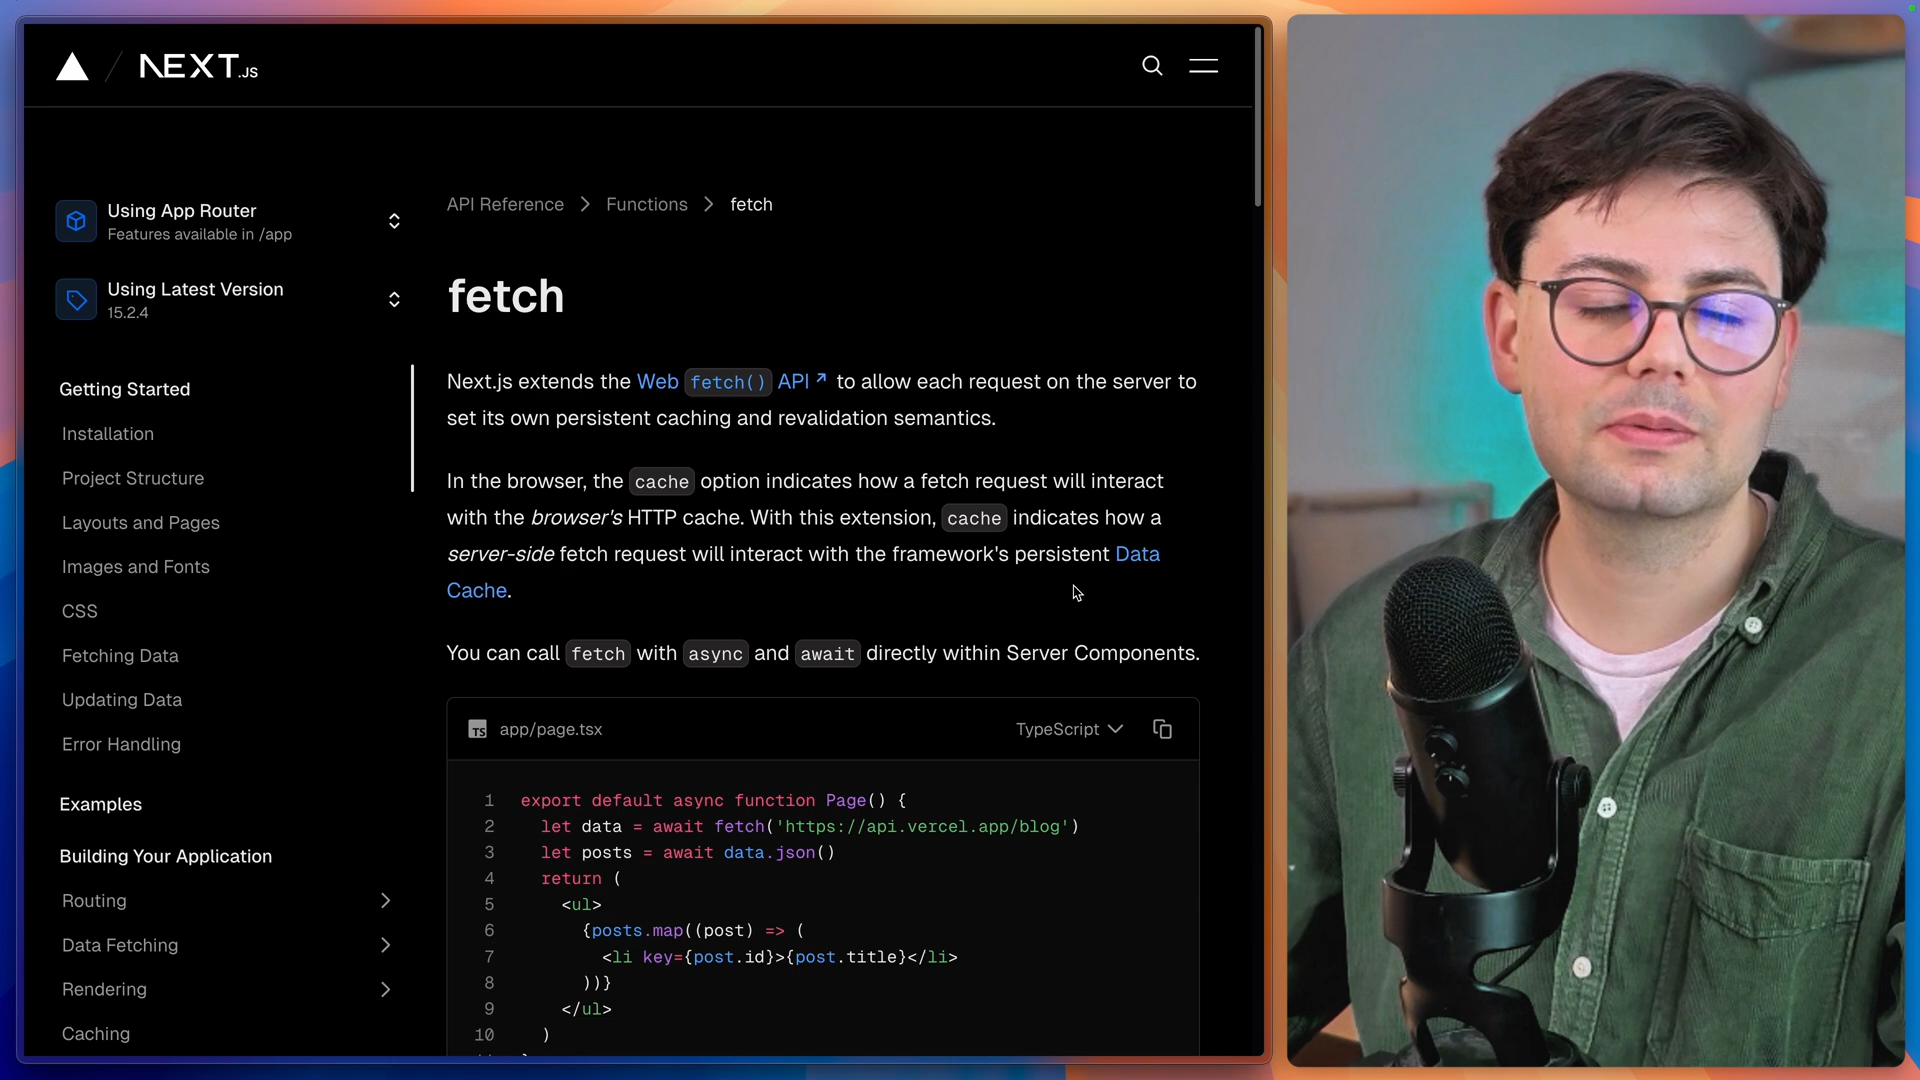 NEXT.JS
Using App Router
Features available in /app
Using Latest Version
15.2.4
Getting Started
Installation
Project Structure
Layouts and Pages
Images and Fonts
CSS
Fetching Data
Updating Data
Error Handling
Examples
Building Your Application
Routing
Data Fetching
Rendering
Caching
API Reference > Functions > fetch
fetch
Next.js extends the Web fetch() API ↗ to allow each request on the server to
set its own persistent caching and revalidation semantics.
In the browser, the cache option indicates how a fetch request will interact
with the browser's HTTP cache. With this extension, cache indicates how a
server-side fetch request will interact with the framework's persistent Data
Cache.
You can call fetch with async and await directly within Server Components.
TS app/page.tsx TypeScript
1 export default async function Page() {
2 let data = await fetch('https://api.vercel.app/blog')
3 let posts = await data.json()
4 return (
5 <ul>
6 {posts.map((post) => (
7 <li key={post.id}>{post.title}</li>
8 ))}
9 </ul>
10 )